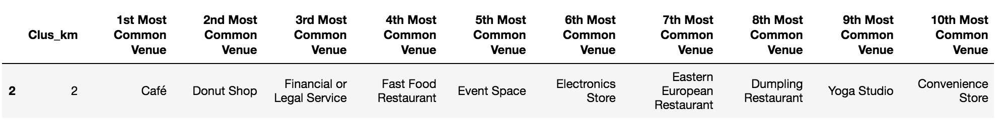 Clus_km 1st Most Common Venue 2nd Most Common Venue 3rd Most Common Venue 4th Most Common Venue 5th Most Common Venue 6th Most Common Venue 7th Most Common Venue 8th Most Common Venue 9th Most Common Venue 10th Most Common Venue
2 2 Café Donut Shop Financial or Legal Service Fast Food Restaurant Event Space Electronics Store Eastern European Restaurant Dumpling Restaurant Yoga Studio Convenience Store